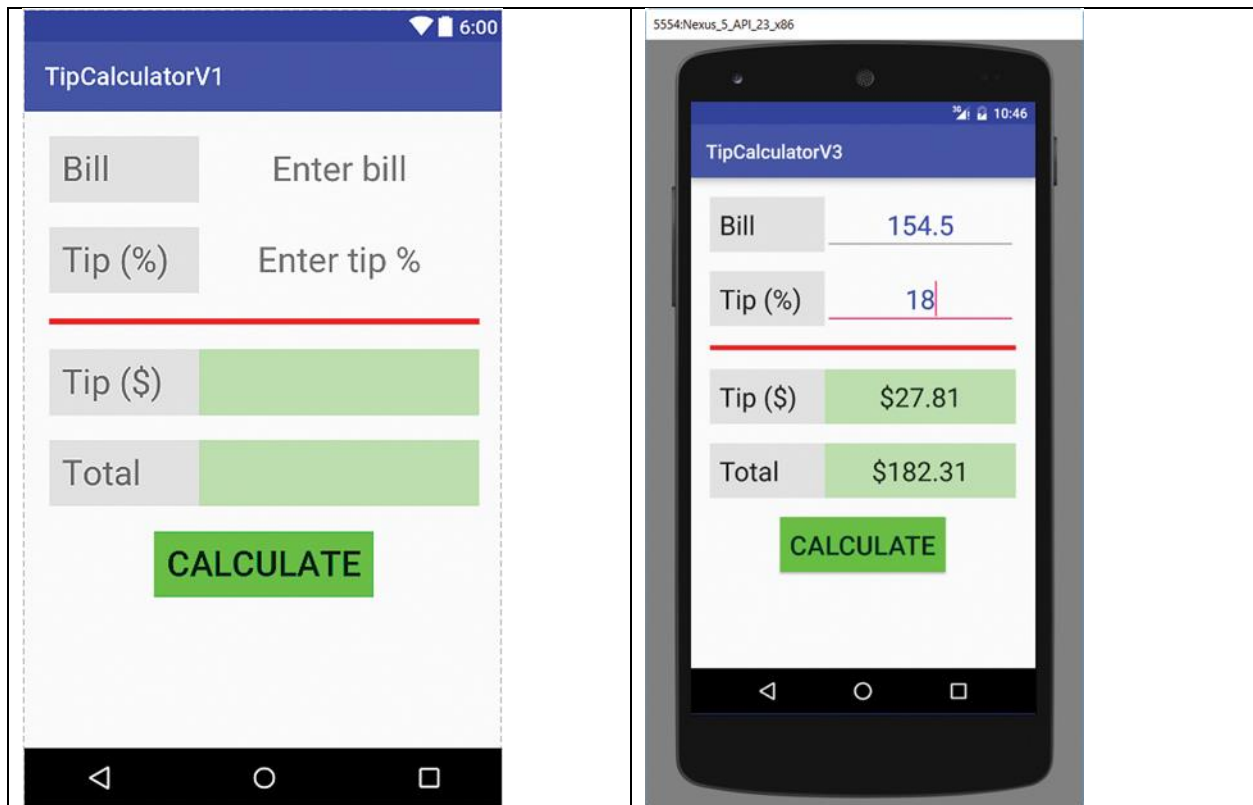 6:00
TipCalculatorV1
Bill Enter bill
Tip (%) Enter tip %
Tip ($)
Total
CALCULATE
5554:Nexus_5_API_23_x86
3G 10:46
TipCalculatorV3
Bill 154.5
Tip (%) 18
Tip ($) $27.81
Total $182.31
CALCULATE